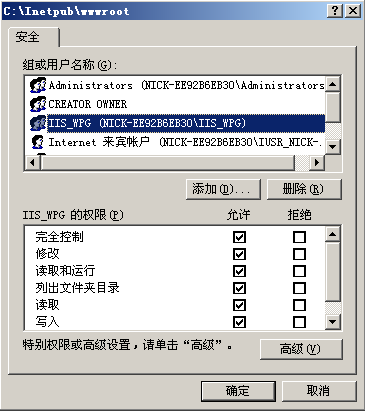 C:\Inetpub\wwwroot
安全
组或用户名称(G):
Administrators (NICK-EE92B6EB30\Administrators
CREATOR OWNER
IIS_WPG (NICK-EE92B6EB30\IIS_WPG)
Internet 来宾帐户 (NICK-EE92B6EB30\IUSR_NICK-.
添加(D)... 删除(R)
IIS_WPG 的权限(P) 允许 拒绝
完全控制
修改
读取和运行
列出文件夹目录
读取
写入
特别权限或高级设置，请单击“高级”。 高级(V)
确定 取消